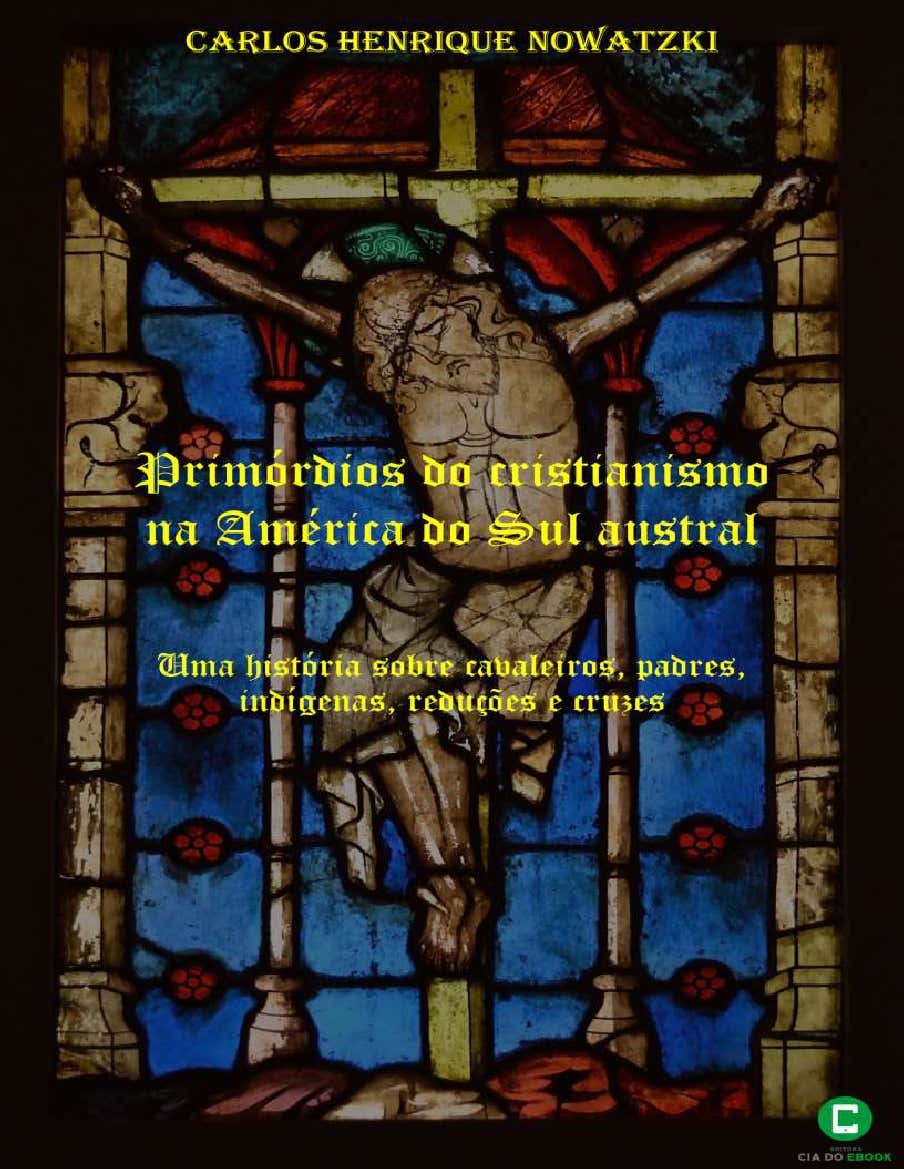 CARLOS HENRIQUE NOWATZKI
Primórdios do cristianismo
na América do Sul austral
Uma história sobre cavaleiros, padres,
indígenas, reduções e cruzes
C
EDITORA
CIA DO EBOOK